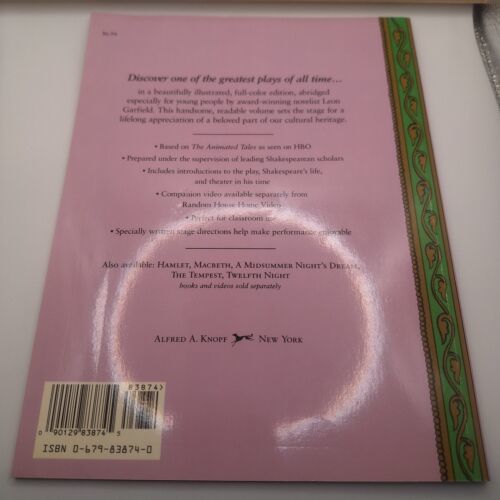 Discover one of the greatest plays of all time...
in a beautifully illustrated, full-color edition, abridged
especially for young people by award-winning novelist Leon
Garfield. This handsome, readable volume sets the stage for a
lifelong appreciation of a beloved part of our cultural heritage.
• Based on The Animated Tales as seen on HBO
• Prepared under the supervision of leading Shakespearean scholars
• Includes introductions to the play, Shakespeare's life,
and theater in his time
• Companion video available separately from
Random House Home Video
• Perfect for classroom use
• Specially written stage directions help make performance enjoyable
Also available: HAMLET, MACBETH, A MIDSUMMER NIGHT'S DREAM,
THE TEMPEST, TWELFTH NIGHT
books and videos sold separately
ALFRED A. KNOPF NEW YORK
83874>
0 90129 83874 5
ISBN 0-679-83874-0